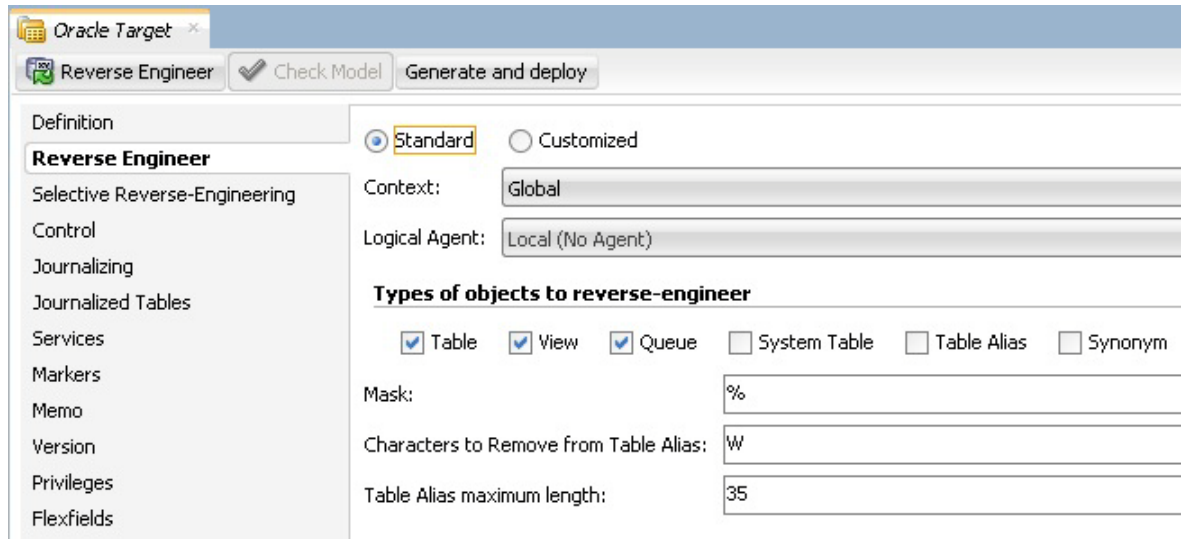 Oracle Target
Reverse Engineer Check Model Generate and deploy
Definition
Reverse Engineer
Selective Reverse-Engineering
Control
Journalizing
Journalized Tables
Services
Markers
Memo
Version
Privileges
Flexfields
Standard Customized
Context: Global
Logical Agent: Local (No Agent)
Types of objects to reverse-engineer
Table View Queue System Table Table Alias Synonym
Mask: %
Characters to Remove from Table Alias: W
Table Alias maximum length: 35